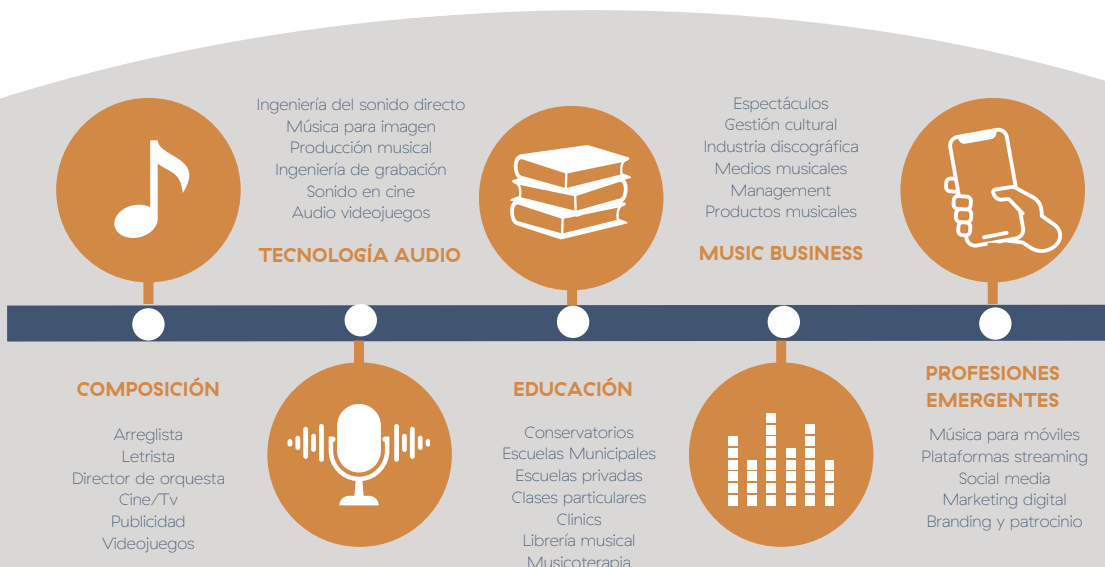 Ingeniería del sonido directo
Música para imagen
Producción musical
Ingeniería de grabación
Sonido en cine
Audio videojuegos
TECNOLOGÍA AUDIO
Espectáculos
Gestión cultural
Industria discográfica
Medios musicales
Management
Productos musicales
MUSIC BUSINESS
COMPOSICIÓN
Arreglista
Letrista
Director de orquesta
Cine/Tv
Publicidad
Videojuegos
EDUCACIÓN
Conservatorios
Escuelas Municipales
Escuelas privadas
Clases particulares
Clinics
Librería musical
Musicoterapia
PROFESIONES
EMERGENTES
Música para móviles
Plataformas streaming
Social media
Marketing digital
Branding y patrocinio